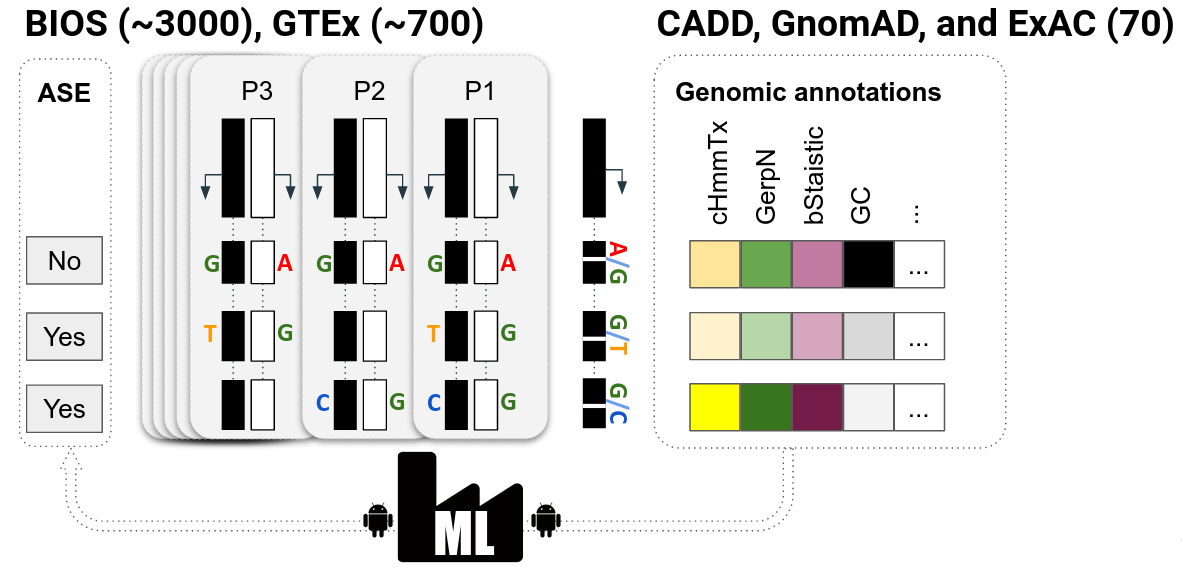 BIOS (~3000), GTEx (~700)
CADD, GnomAD, and ExAC (70)
ASE
P3
P2
P1
Genomic annotations
cHmmTx
GerpN
bStaistic
GC
...
No
G
A
G
A
G
A
A/G
...
Yes
T
G
T
G
G/T
...
Yes
C
G
C
G
G/C
...
ML